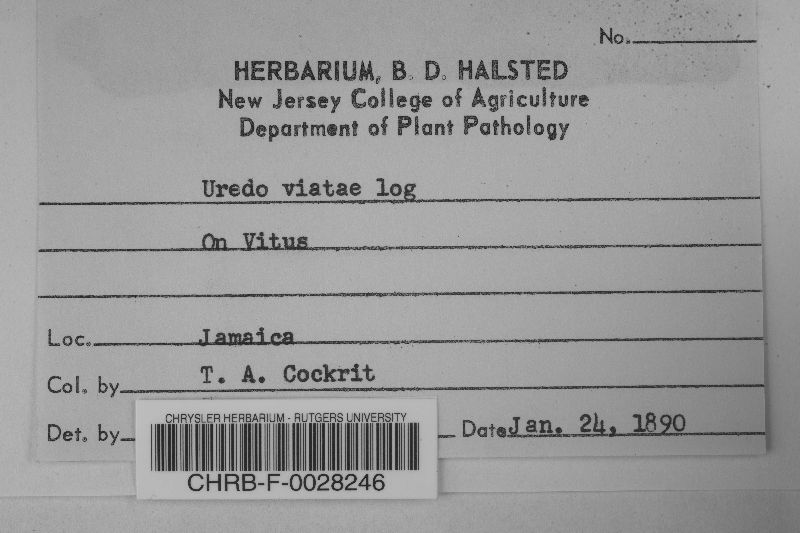 No.
HERBARIUM, B. D. HALSTED
New Jersey College of Agriculture
Department of Plant Pathology
Uredo viatae log
On Vitus
Loc. Jamaica
Col. by T. A. Cockrit
Det. by Date Jan. 24, 1890
CHRYSLER HERBARIUM - RUTGERS UNIVERSITY
CHRB-F-0028246